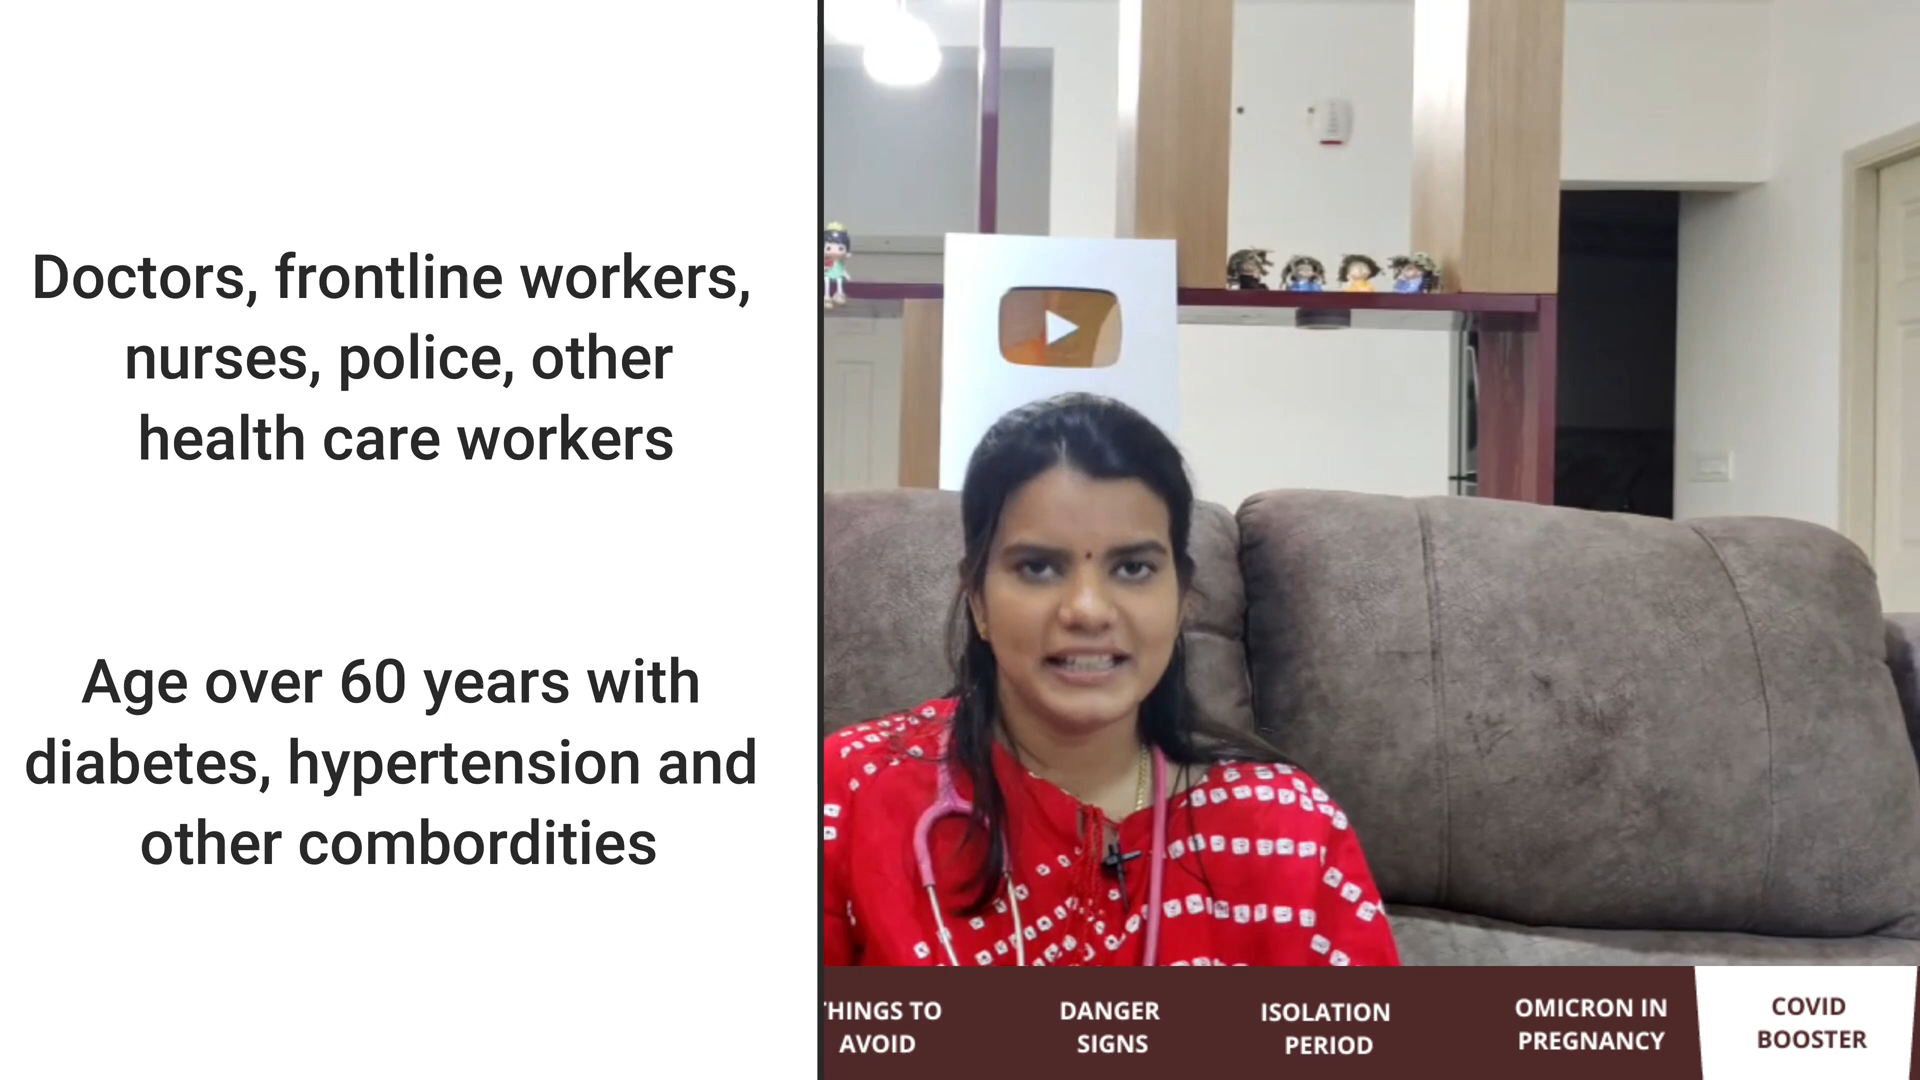 Doctors, frontline workers,
nurses, police, other
health care workers
Age over 60 years with
diabetes, hypertension and
other combordities
THINGS TO
AVOID
DANGER
SIGNS
ISOLATION
PERIOD
OMICRON IN
PREGNANCY
COVID
BOOSTER